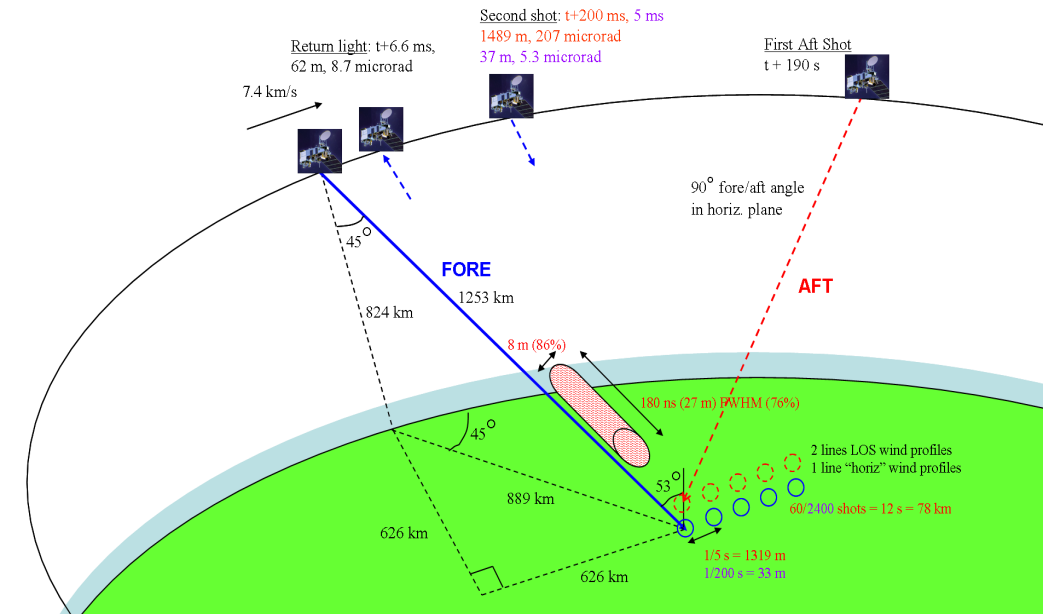 Second shot: t+200 ms, 5 ms
1489 m, 207 microrad
37 m, 5.3 microrad
Return light: t+6.6 ms,
62 m, 8.7 microrad
First Aft Shot
t + 190 s
7.4 km/s
90° fore/aft angle
in horiz. plane
45°
FORE
1253 km
AFT
824 km
8 m (86%)
180 ns (27 m) FWHM (76%)
45°
2 lines LOS wind profiles
1 line “horiz” wind profiles
53°
889 km
60/2400 shots = 12 s = 78 km
626 km
1/5 s = 1319 m
1/200 s = 33 m
626 km